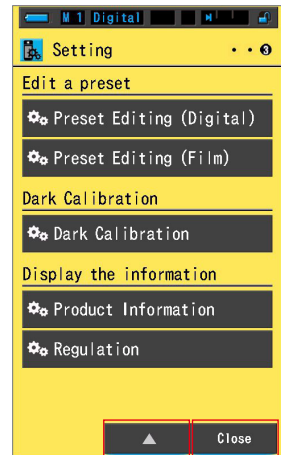 M 1 Digital
Setting ・・❸
Edit a preset
Preset Editing (Digital)
Preset Editing (Film)
Dark Calibration
Dark Calibration
Display the information
Product Information
Regulation
▲ Close